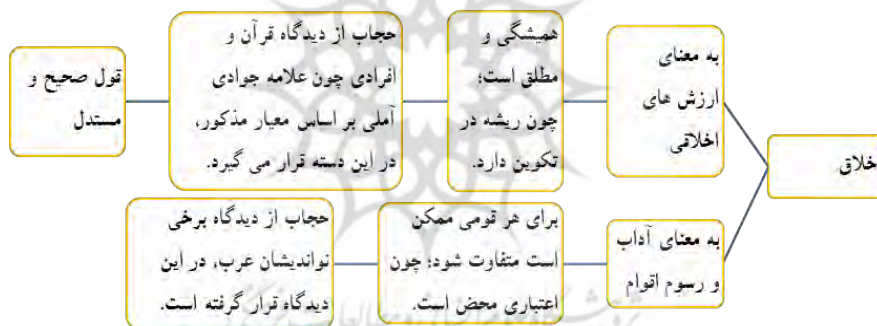 خلاق
به معنای
ارزش های
اخلاقی
همیشگی و
مطلق است؛
چون ریشه در
تکوین دارد.
حجاب از دیدگاه قرآن و
افرادی چون علامه جوادی
آملی بر اساس معیار مذکور،
در این دسته قرار می گیرد.
قول صحیح و
مستدل
به معنای آداب
و رسوم اقوام
برای هر قومی ممکن
است متفاوت شود؛ چون
اعتباری محض است.
حجاب از دیدگاه برخی
نواندیشان عرب، در این
دیدگاه قرار گرفته است.